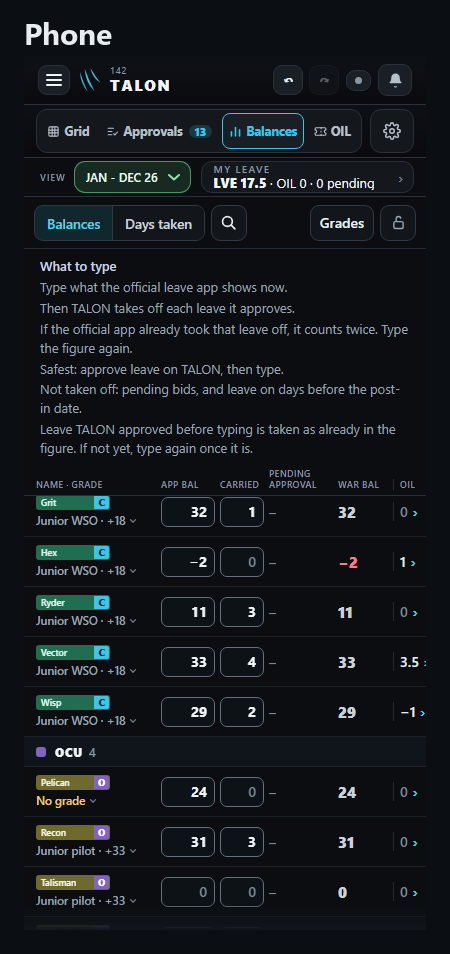 Phone
142
TALON
Grid
Approvals 13
Balances
OIL
VIEW
JAN - DEC 26
MY LEAVE
LVE 17.5 · OIL 0 · 0 pending
Balances
Days taken
Grades
What to type
Type what the official leave app shows now.
Then TALON takes off each leave it approves.
If the official app already took that leave off, it counts twice. Type
the figure again.
Safest: approve leave on TALON, then type.
Not taken off: pending bids, and leave on days before the post-
in date.
Leave TALON approved before typing is taken as already in the
figure. If not yet, type again once it is.
NAME · GRADE APP BAL CARRIED PENDING APPROVAL WAR BAL OIL
Grit C
Junior WSO · +18 32 1 – 32 0 ›
Hex C
Junior WSO · +18 −2 0 – −2 1 ›
Ryder C
Junior WSO · +18 11 3 – 11 0 ›
Vector C
Junior WSO · +18 33 4 – 33 3.5 ›
Wisp C
Junior WSO · +18 29 2 – 29 −1 ›
OCU 4
Pelican O
No grade 24 0 – 24 0 ›
Recon O
Junior pilot · +33 31 3 – 31 0 ›
Talisman O
Junior pilot · +33 0 0 – 0 0 ›